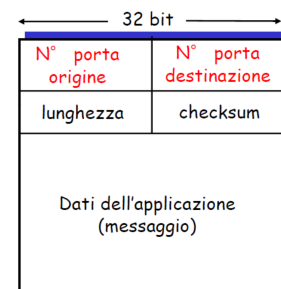 32 bit
N° porta
origine
N° porta
destinazione
lunghezza
checksum
Dati dell'applicazione
(messaggio)